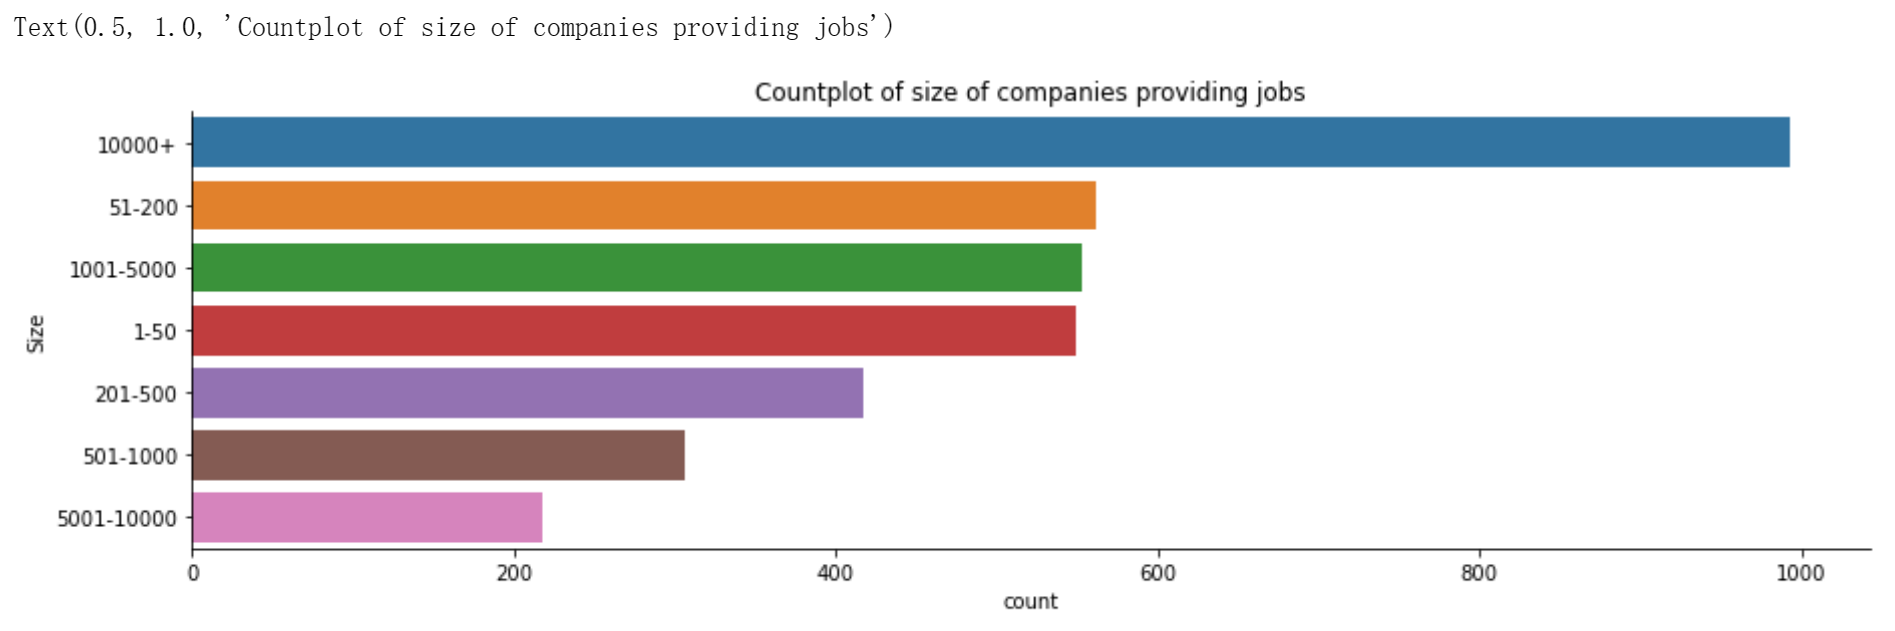 Text(0.5, 1.0, 'Countplot of size of companies providing jobs')
Countplot of size of companies providing jobs
10000+
51-200
1001-5000
1-50
201-500
501-1000
5001-10000
Size
0 200 400 600 800 1000
count